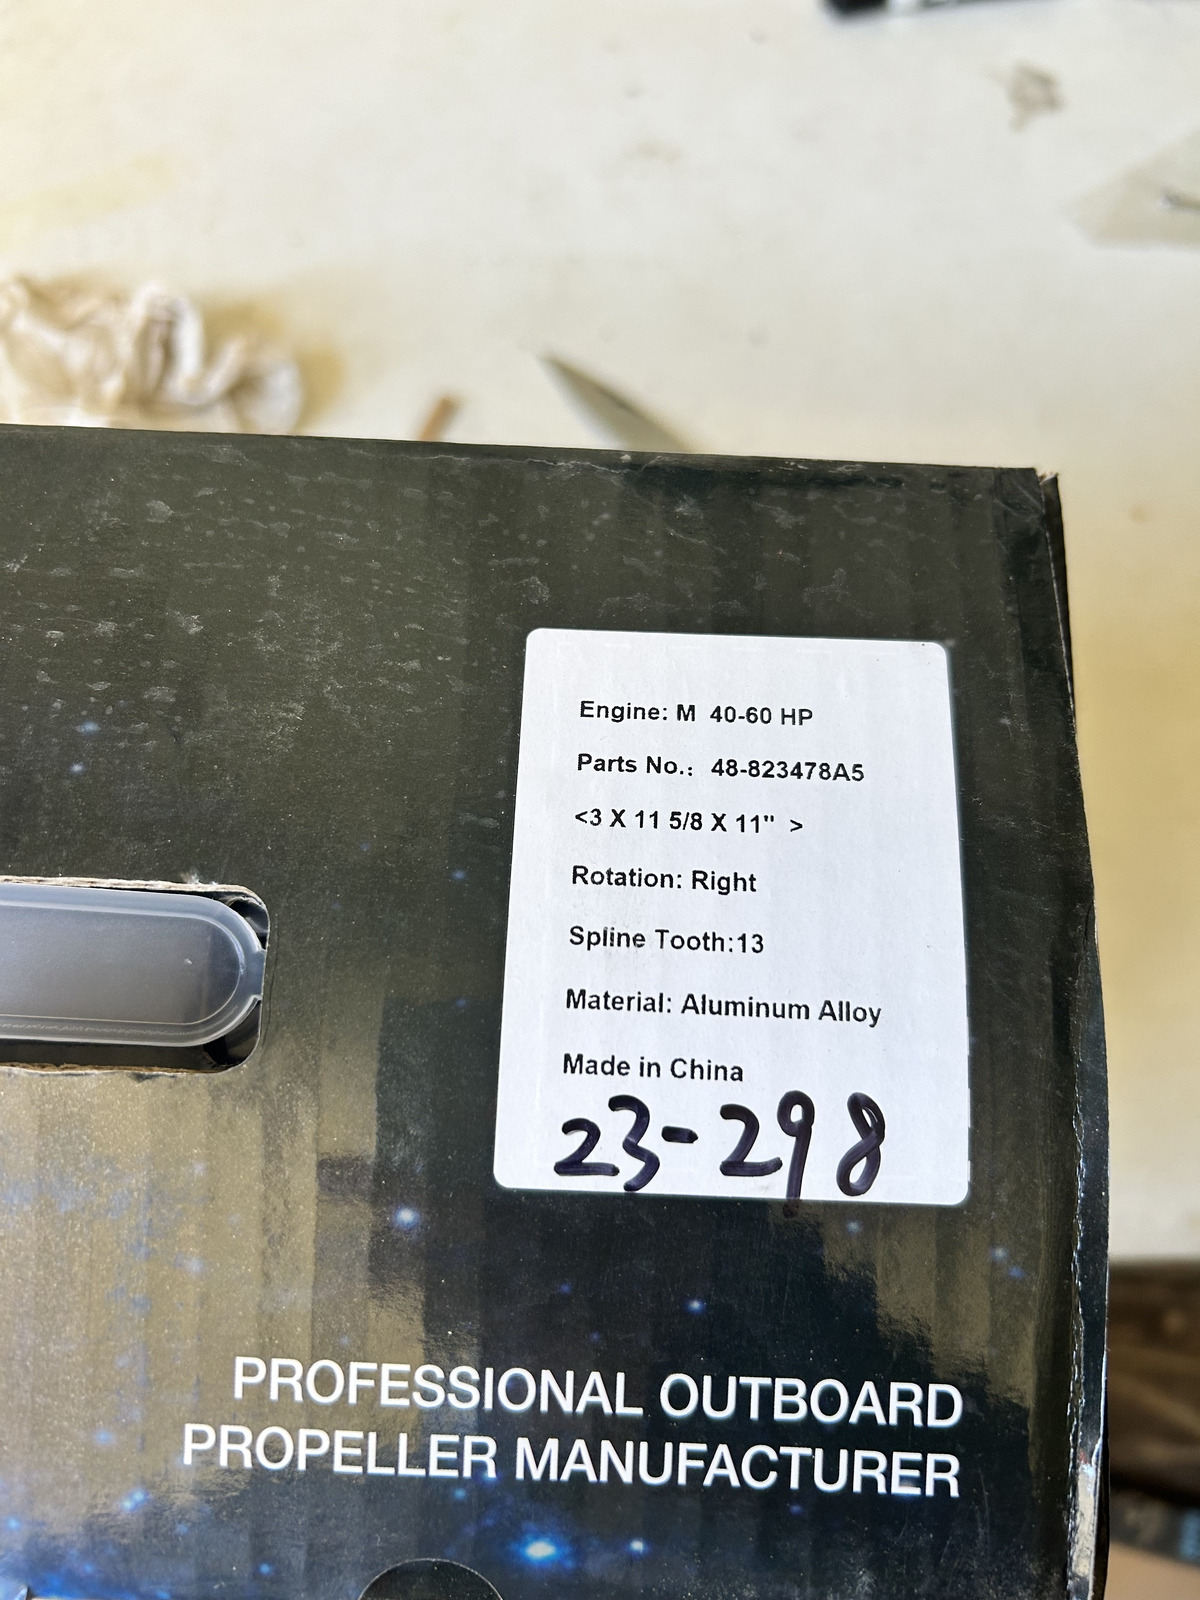 Engine: M 40-60 HP
Parts No.: 48-823478A5
<3 X 11 5/8 X 11" >
Rotation: Right
Spline Tooth:13
Material: Aluminum Alloy
Made in China
23-298
PROFESSIONAL OUTBOARD
PROPELLER MANUFACTURER